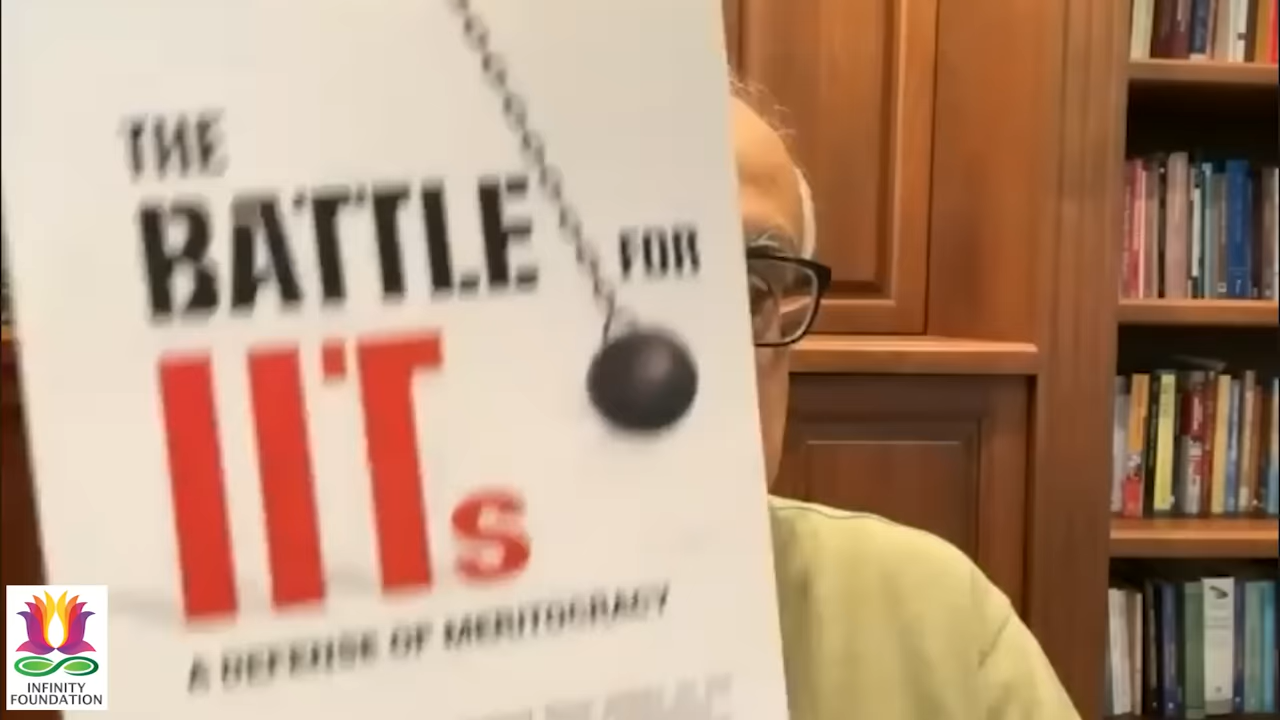 THE
BATTLE FOR
IITs
A DEFENSE OF MERITOCRACY
INFINITY
FOUNDATION